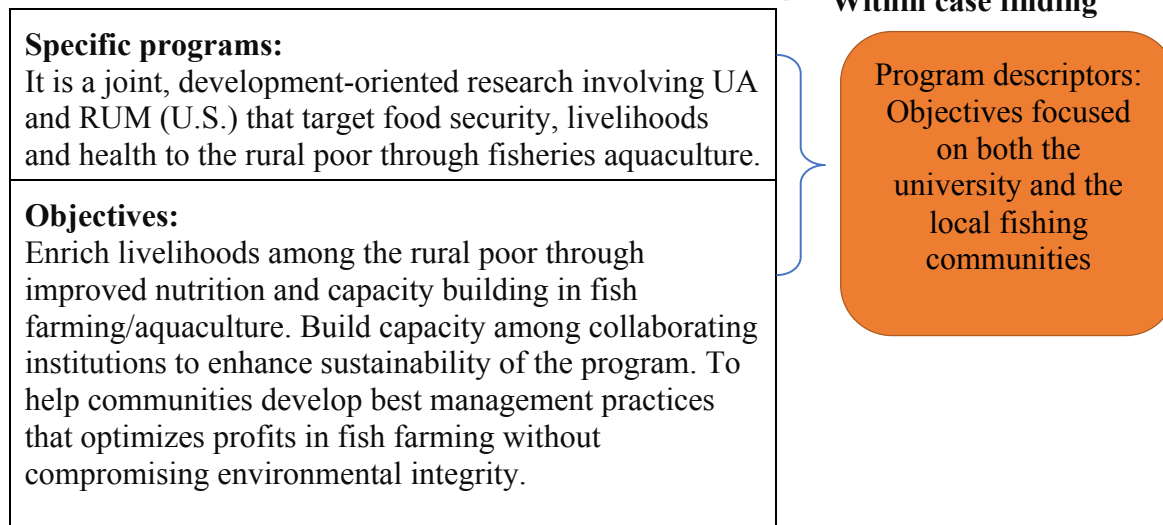 Within case finding
Specific programs:
It is a joint, development-oriented research involving UA
and RUM (U.S.) that target food security, livelihoods
and health to the rural poor through fisheries aquaculture.
Objectives:
Enrich livelihoods among the rural poor through
improved nutrition and capacity building in fish
farming/aquaculture. Build capacity among collaborating
institutions to enhance sustainability of the program. To
help communities develop best management practices
that optimizes profits in fish farming without
compromising environmental integrity.
Program descriptors:
Objectives focused
on both the
university and the
local fishing
communities